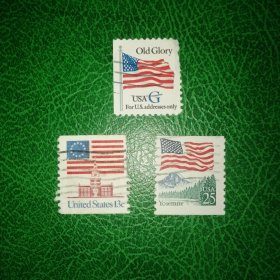 Old Glory
USA G
For U.S. addresses only
United States 13c
USA
Yosemite 25